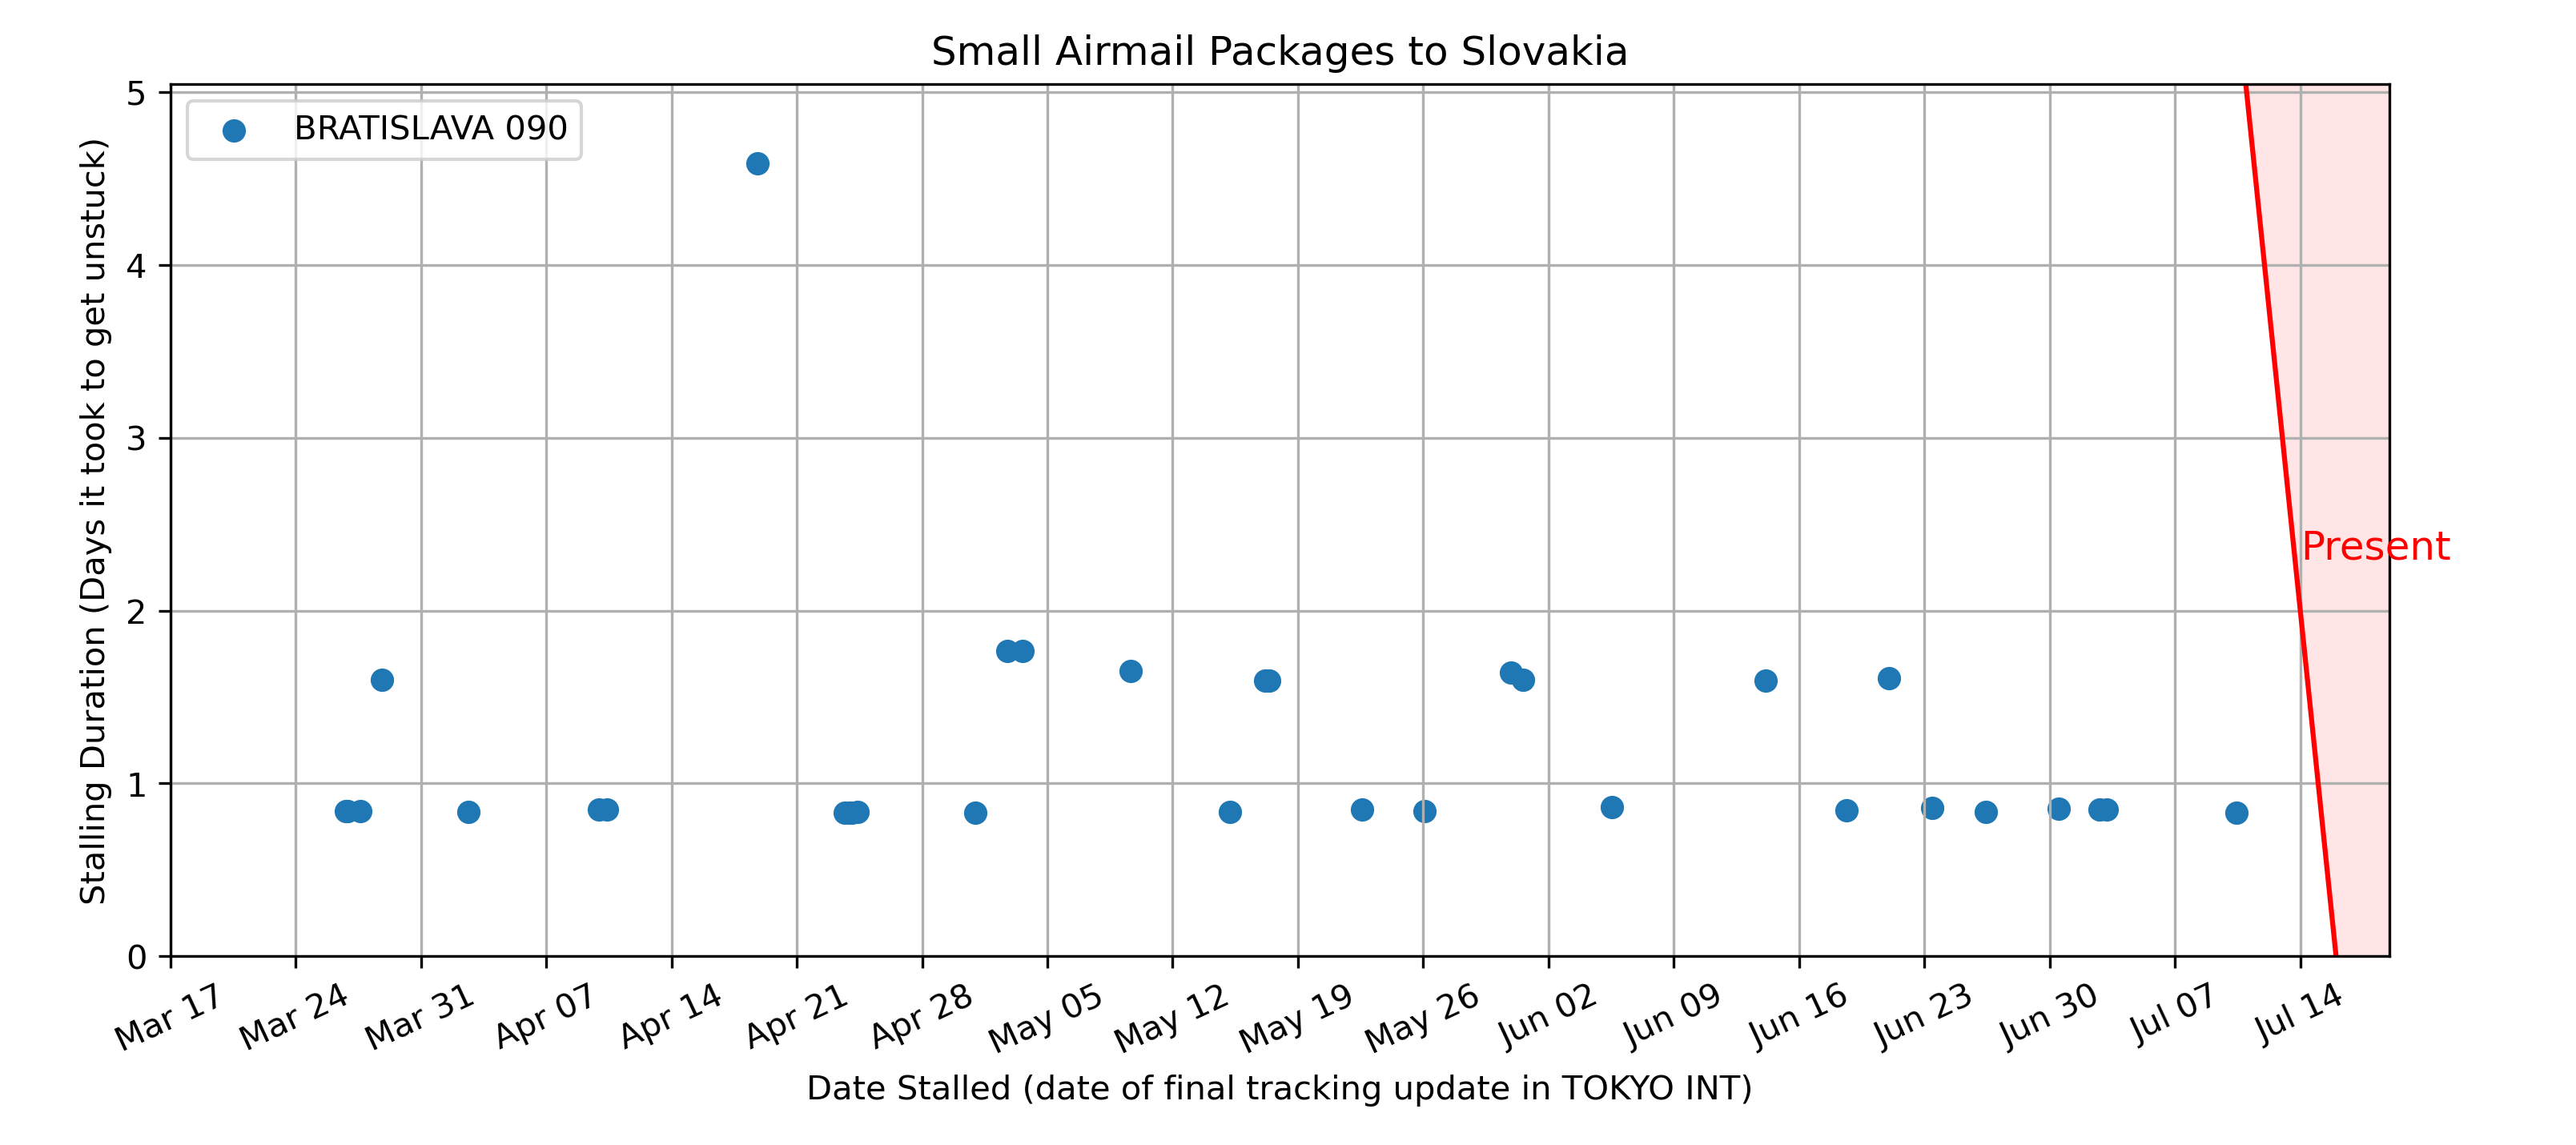 Small Airmail Packages to Slovakia
BRATISLAVA 090
Stalling Duration (Days it took to get unstuck)
5
4
3
2
1
0
Present
Mar 17
Mar 24
Mar 31
Apr 07
Apr 14
Apr 21
Apr 28
May 05
May 12
May 19
May 26
Jun 02
Jun 09
Jun 16
Jun 23
Jun 30
Jul 07
Jul 14
Date Stalled (date of final tracking update in TOKYO INT)